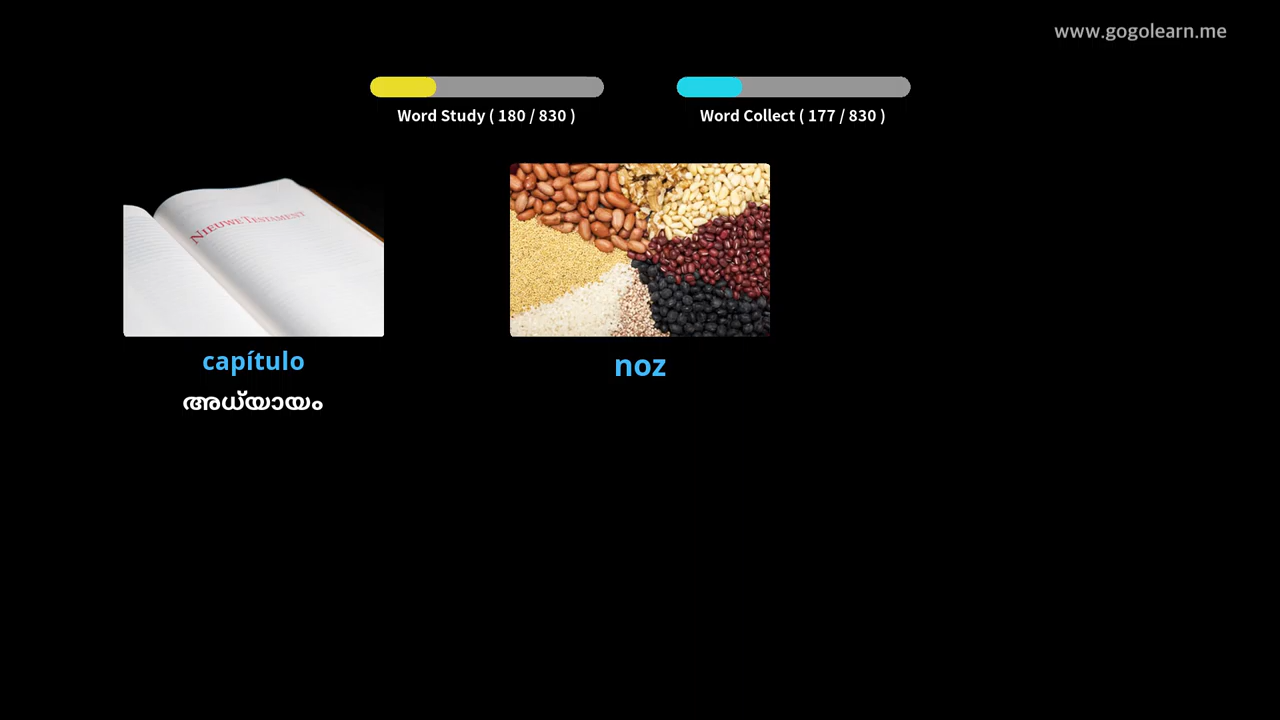 www.gogolearn.me
Word Study ( 180 / 830 )
Word Collect ( 177 / 830 )
NIEUWE TESTAMENT
capítulo
noz
അധ്യായം